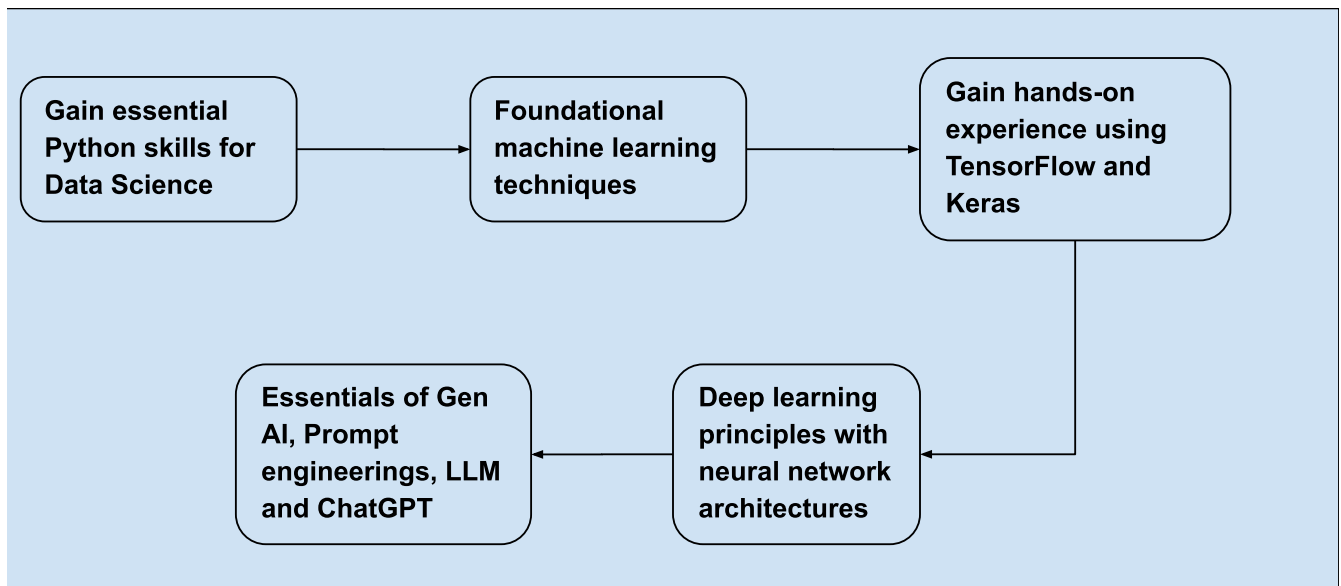 Gain essential
Python skills for
Data Science
Foundational
machine learning
techniques
Gain hands-on
experience using
TensorFlow and
Keras
Deep learning
principles with
neural network
architectures
Essentials of Gen
AI, Prompt
engineerings, LLM
and ChatGPT